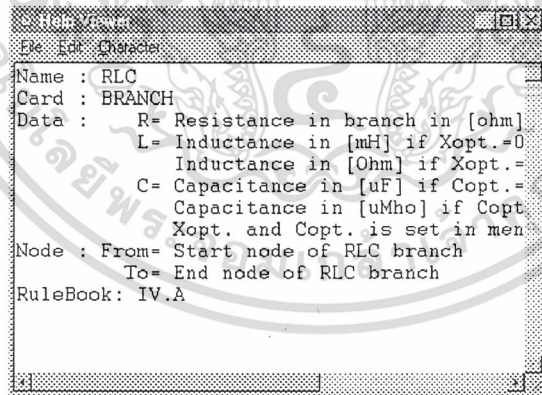 Help Viewer
File Edit Character
Name : RLC
Card : BRANCH
Data : R= Resistance in branch in [ohm]
L= Inductance in [mH] if Xopt.=0
Inductance in [Ohm] if Xopt.=
C= Capacitance in [uF] if Copt.=
Capacitance in [uMho] if Copt
Xopt. and Copt. is set in men
Node : From= Start node of RLC branch
To= End node of RLC branch
RuleBook: IV.A